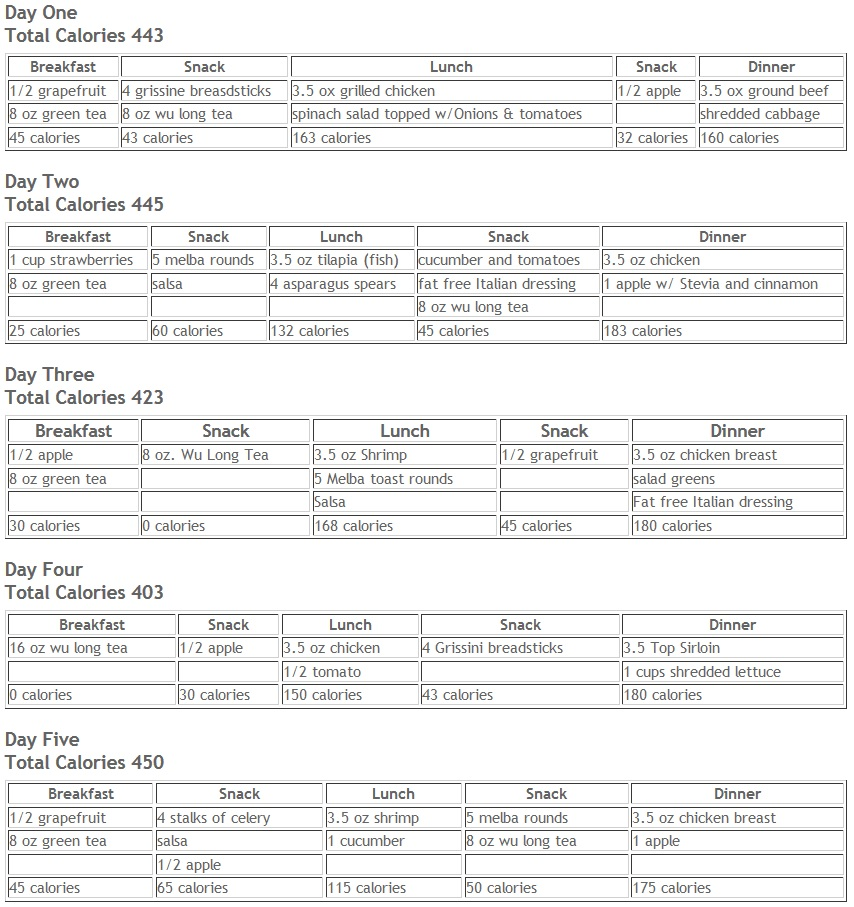 Day One
Total Calories 443
Breakfast Snack Lunch Snack Dinner
1/2 grapefruit 4 grissine breasdsticks 3.5 ox grilled chicken 1/2 apple 3.5 ox ground beef
8 oz green tea 8 oz wu long tea spinach salad topped w/Onions & tomatoes shredded cabbage
45 calories 43 calories 163 calories 32 calories 160 calories
Day Two
Total Calories 445
Breakfast Snack Lunch Snack Dinner
1 cup strawberries 5 melba rounds 3.5 oz tilapia (fish) cucumber and tomatoes 3.5 oz chicken
8 oz green tea salsa 4 asparagus spears fat free Italian dressing 1 apple w/ Stevia and cinnamon
8 oz wu long tea
25 calories 60 calories 132 calories 45 calories 183 calories
Day Three
Total Calories 423
Breakfast Snack Lunch Snack Dinner
1/2 apple 8 oz. Wu Long Tea 3.5 oz Shrimp 1/2 grapefruit 3.5 oz chicken breast
8 oz green tea 5 Melba toast rounds salad greens
Salsa Fat free Italian dressing
30 calories 0 calories 168 calories 45 calories 180 calories
Day Four
Total Calories 403
Breakfast Snack Lunch Snack Dinner
16 oz wu long tea 1/2 apple 3.5 oz chicken 4 Grissini breadsticks 3.5 Top Sirloin
1/2 tomato 1 cups shredded lettuce
0 calories 30 calories 150 calories 43 calories 180 calories
Day Five
Total Calories 450
Breakfast Snack Lunch Snack Dinner
1/2 grapefruit 4 stalks of celery 3.5 oz shrimp 5 melba rounds 3.5 oz chicken breast
8 oz green tea salsa 1 cucumber 8 oz wu long tea 1 apple
1/2 apple
45 calories 65 calories 115 calories 50 calories 175 calories